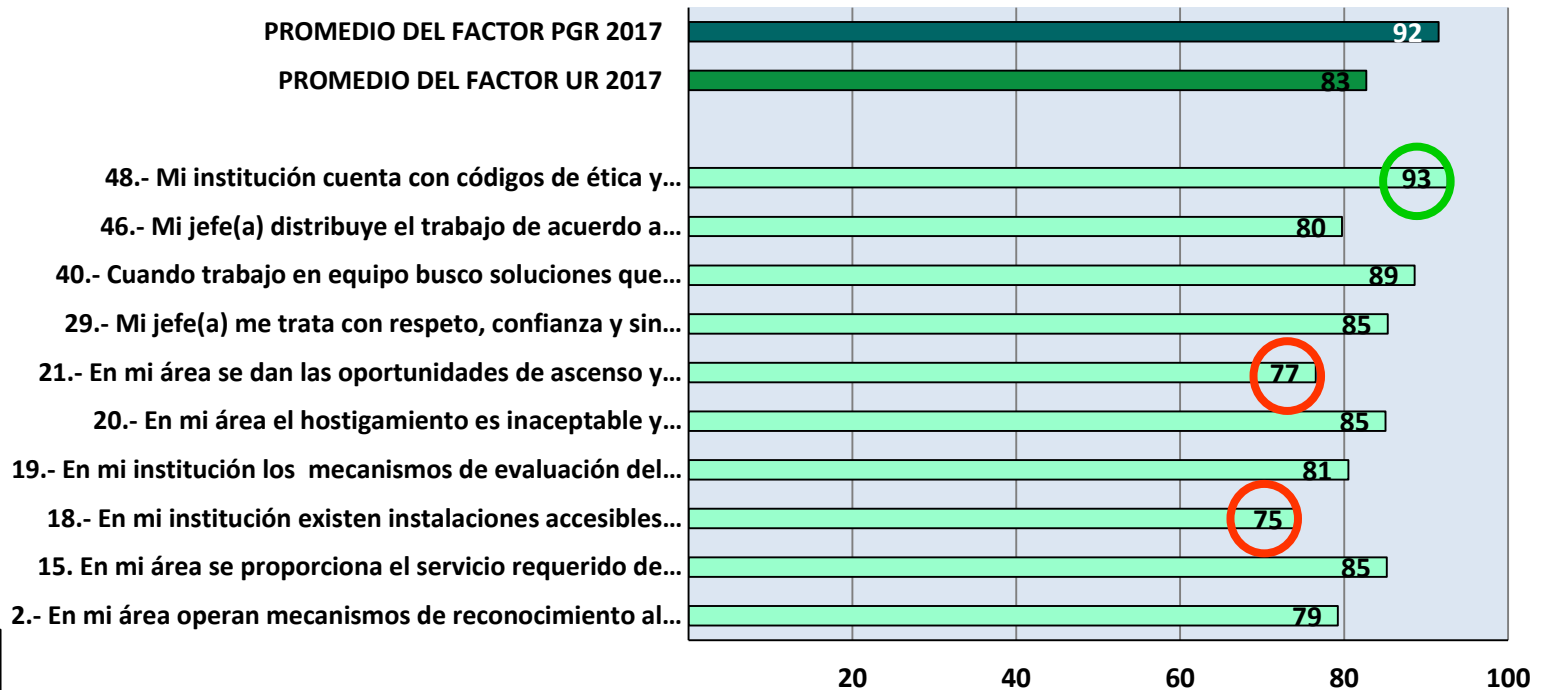 PROMEDIO DEL FACTOR PGR 2017 92
PROMEDIO DEL FACTOR UR 2017 83
48.- Mi institución cuenta con códigos de ética y... 93
46.- Mi jefe(a) distribuye el trabajo de acuerdo a... 80
40.- Cuando trabajo en equipo busco soluciones que... 89
29.- Mi jefe(a) me trata con respeto, confianza y sin... 85
21.- En mi área se dan las oportunidades de ascenso y... 77
20.- En mi área el hostigamiento es inaceptable y... 85
19.- En mi institución los  mecanismos de evaluación del... 81
18.- En mi institución existen instalaciones accesibles... 75
15. En mi área se proporciona el servicio requerido de... 85
2.- En mi área operan mecanismos de reconocimiento al... 79
20 40 60 80 100